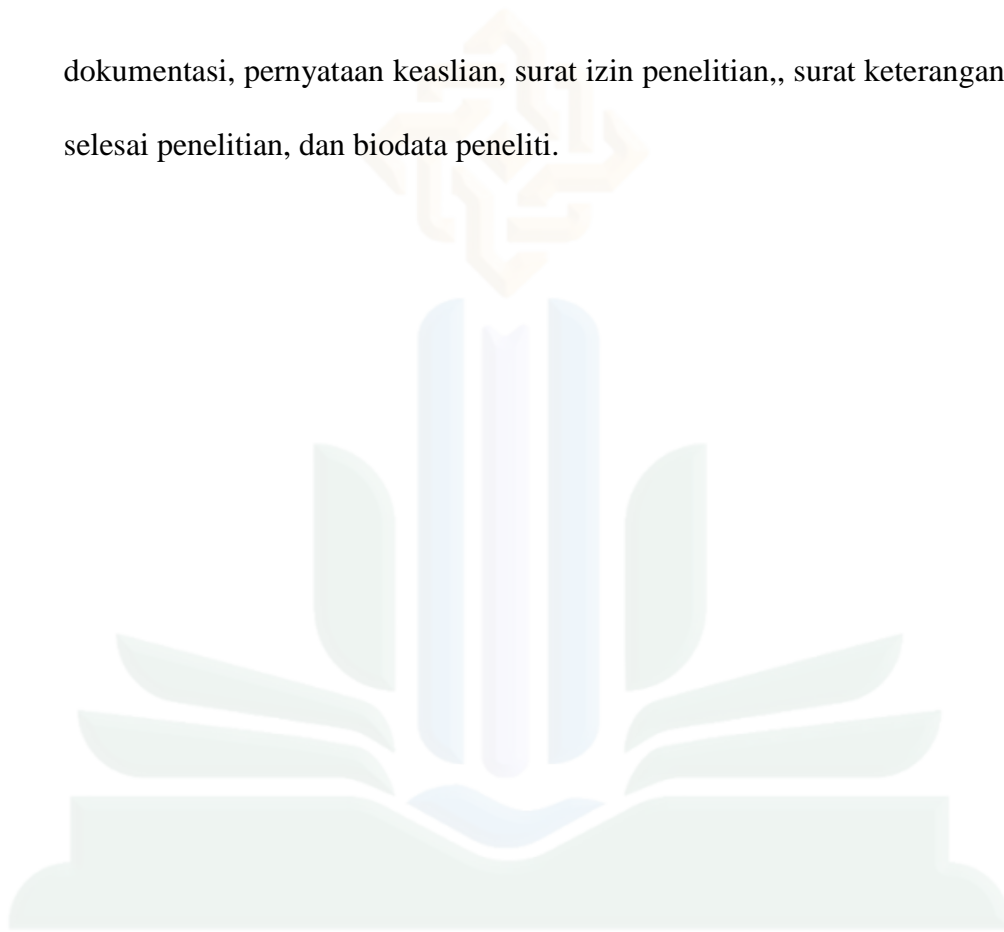 dokumentasi, pernyataan keaslian, surat izin penelitian,, surat keterangan
selesai penelitian, dan biodata peneliti.